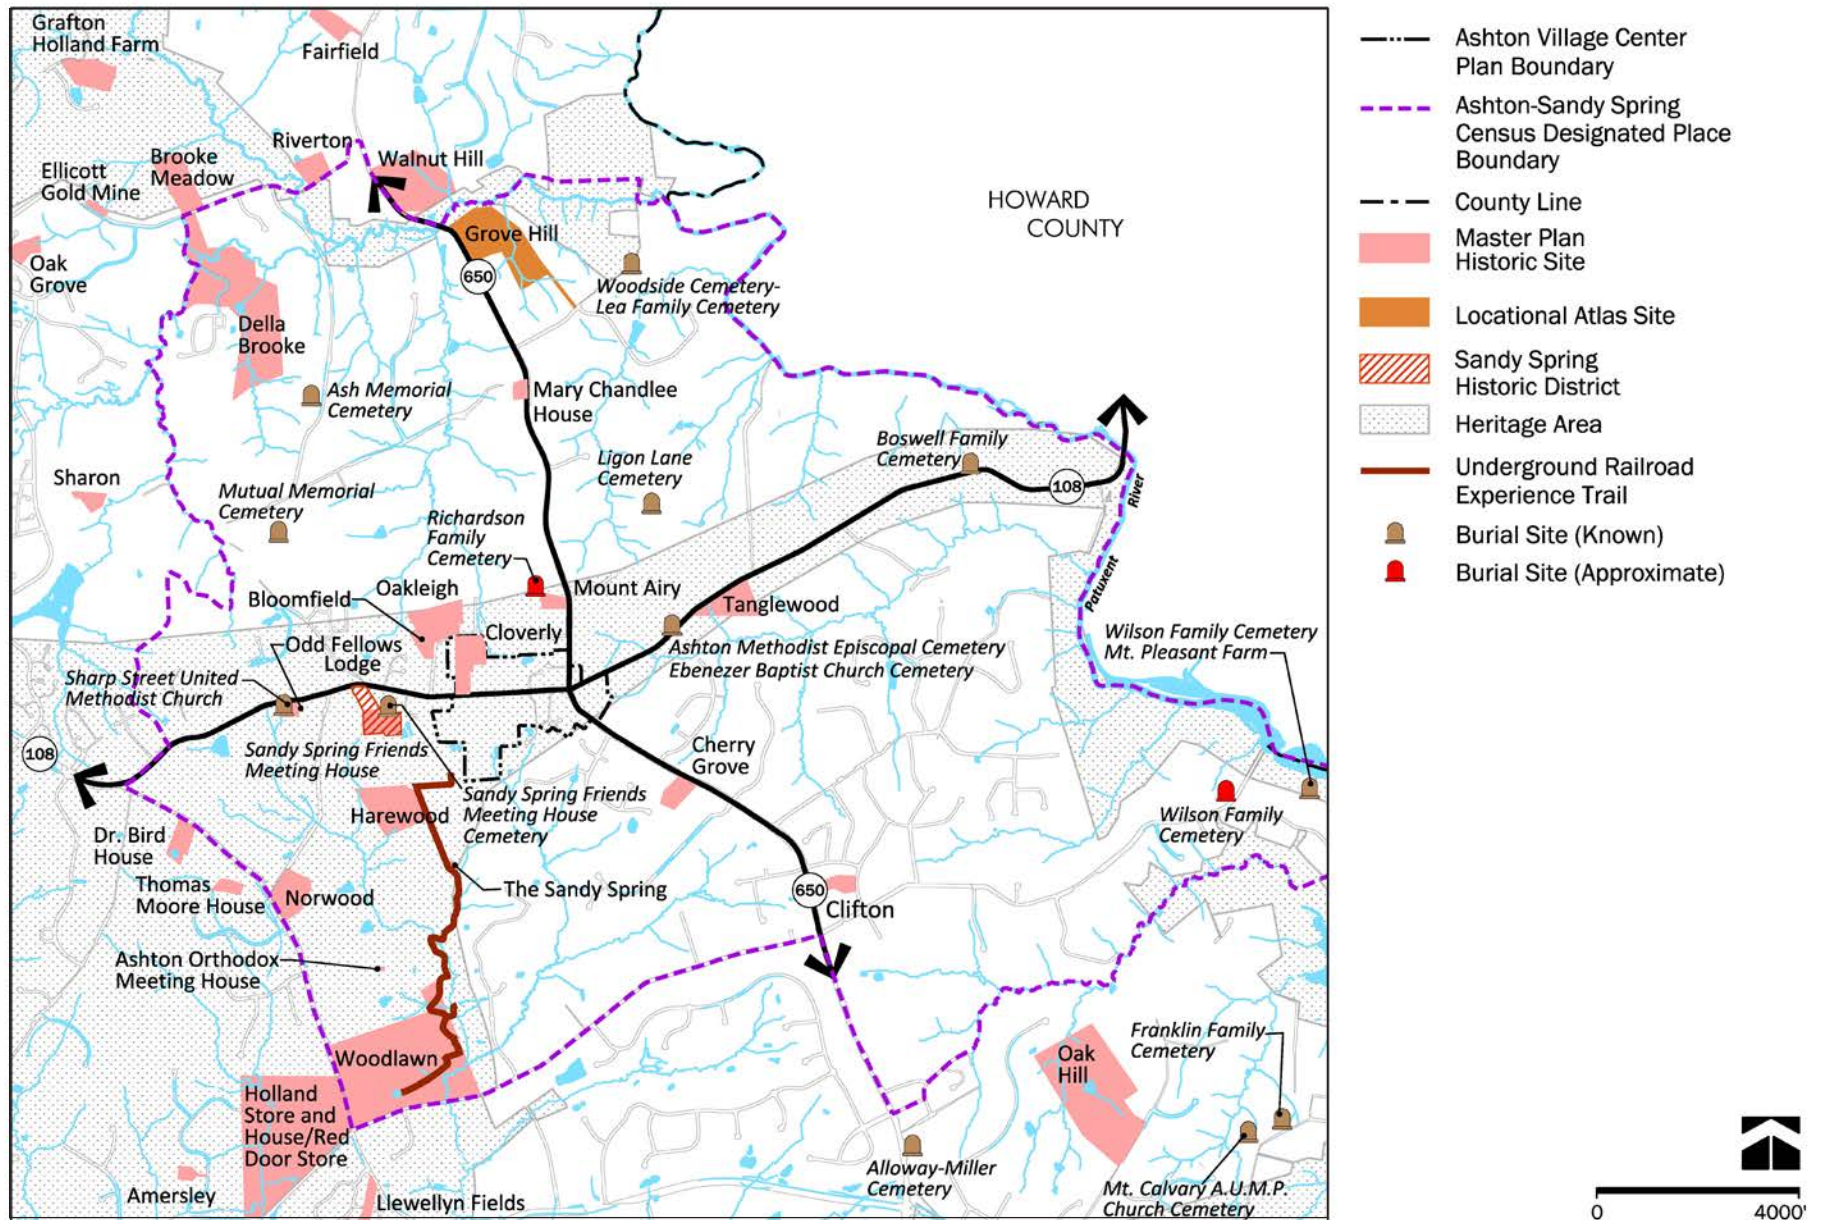 Grafton
Holland Farm
Fairfield
Riverton
Walnut Hill
Brooke
Meadow
Ellicott
Gold Mine
Oak
Grove
Grove Hill
650
Woodside Cemetery-
Lea Family Cemetery
HOWARD
COUNTY
Della
Brooke
Ash Memorial
Cemetery
Mary Chandlee
House
Boswell Family
Cemetery
Ligon Lane
Cemetery
108
Sharon
Mutual Memorial
Cemetery
Patuxent
River
Richardson
Family
Cemetery
Mount Airy
Tanglewood
Bloomfield
Oakleigh
Cloverly
Odd Fellows
Lodge
Sharp Street United
Methodist Church
Ashton Methodist Episcopal Cemetery
Ebenezer Baptist Church Cemetery
Wilson Family Cemetery
Mt. Pleasant Farm
108
Sandy Spring Friends
Meeting House
Cherry
Grove
Harewood
Sandy Spring Friends
Meeting House
Cemetery
Wilson Family
Cemetery
Dr. Bird
House
Thomas
Moore House
Norwood
The Sandy Spring
650
Clifton
Ashton Orthodox
Meeting House
Woodlawn
Holland
Store and
House/Red
Door Store
Oak
Hill
Franklin Family
Cemetery
Amersley
Llewellyn Fields
Alloway-Miller
Cemetery
Mt. Calvary A.U.M.P.
Church Cemetery
Ashton Village Center
Plan Boundary
Ashton-Sandy Spring
Census Designated Place
Boundary
County Line
Master Plan
Historic Site
Locational Atlas Site
Sandy Spring
Historic District
Heritage Area
Underground Railroad
Experience Trail
Burial Site (Known)
Burial Site (Approximate)
0 4000'